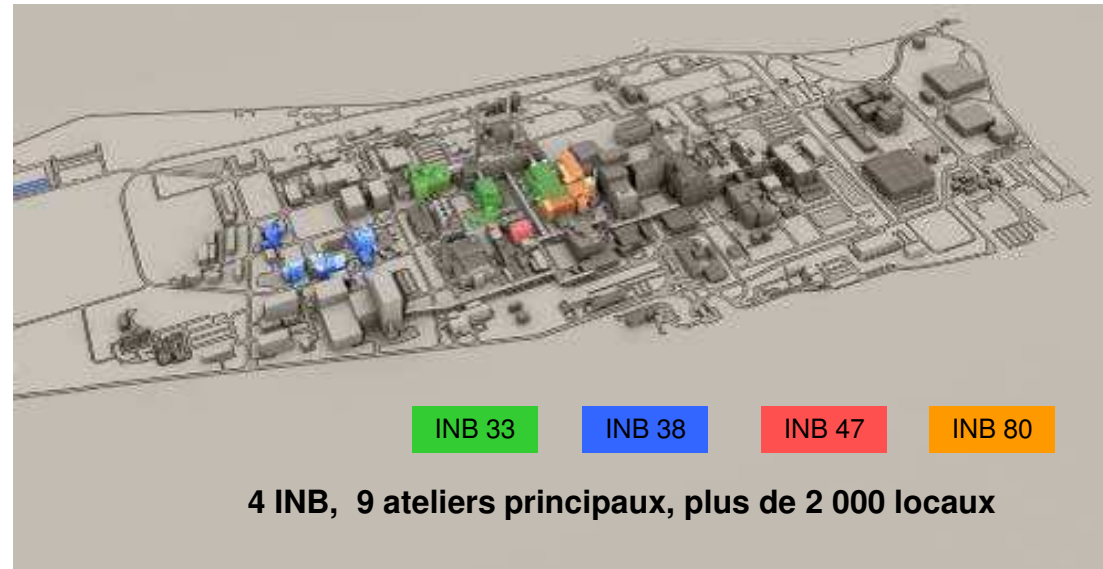 INB 33 INB 38 INB 47 INB 80
4 INB, 9 ateliers principaux, plus de 2 000 locaux